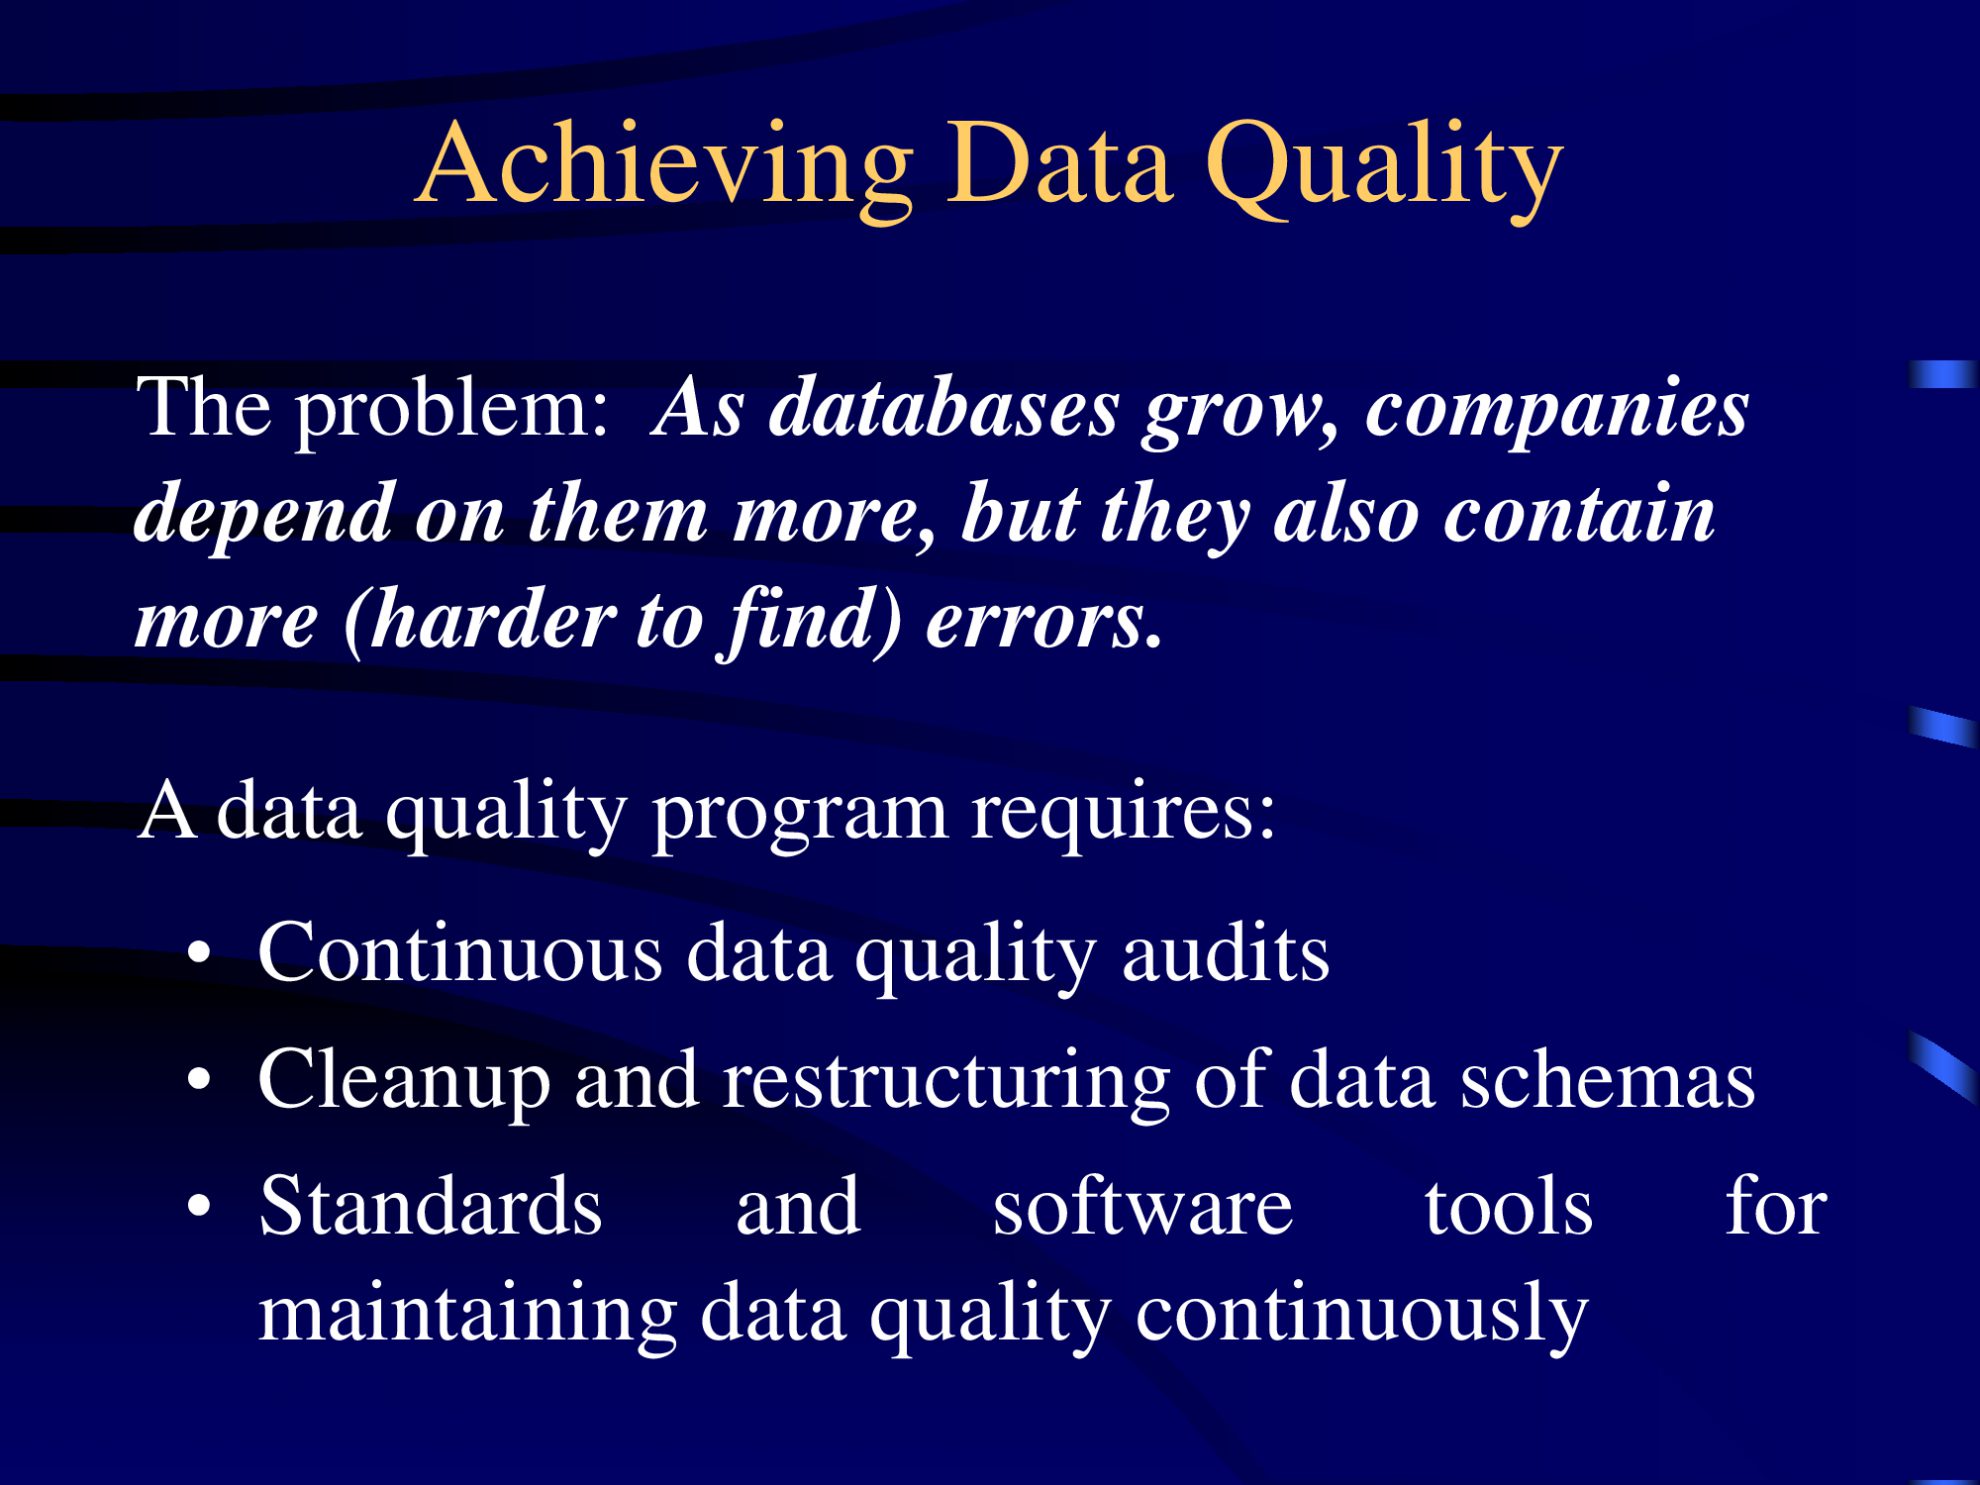 Achieving Data Quality
The problem:  As databases grow, companies
depend on them more, but they also contain
more (harder to find) errors.
A data quality program requires:
• Continuous data quality audits
• Cleanup and restructuring of data schemas
• Standards and software tools for
maintaining data quality continuously